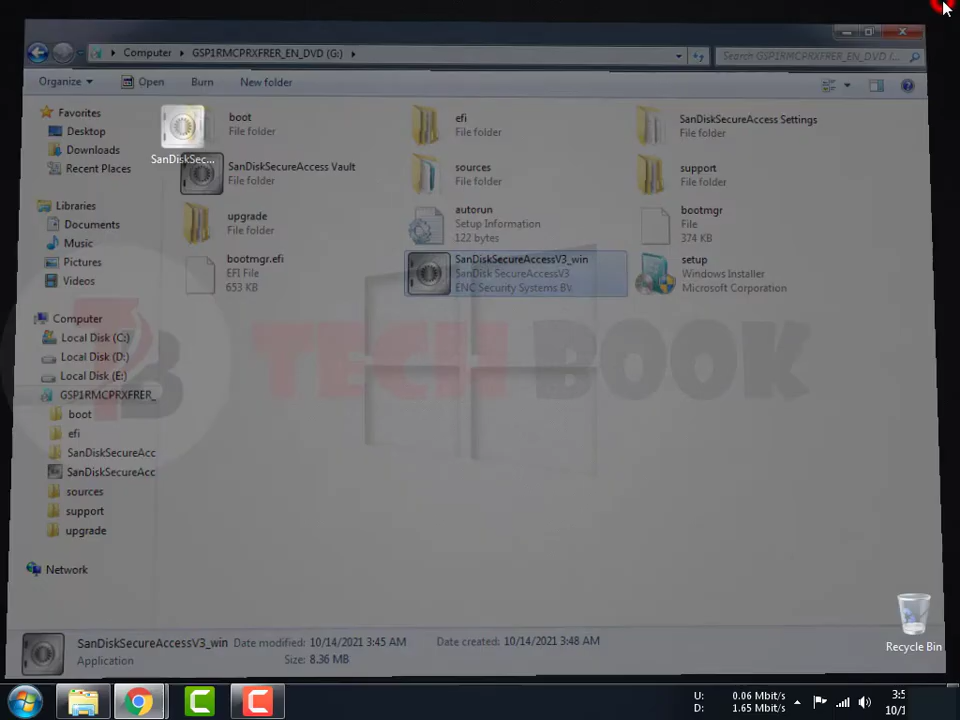 Computer
GSP1RMCPRXFRER_EN_DVD (G:)
Search GSP1RMCPRXFRER_EN_DVD (...
Organize
Open
Burn
New folder
Favorites
Desktop
Downloads
Recent Places
Libraries
Documents
Music
Pictures
Videos
Computer
Local Disk (C:)
Local Disk (D:)
Local Disk (E:)
GSP1RMCPRXFRER_
boot
efi
SanDiskSecureAcc
SanDiskSecureAcc
sources
support
upgrade
Network
SanDiskSec...
boot
File folder
efi
File folder
SanDiskSecureAccess Settings
File folder
SanDiskSecureAccess Vault
File folder
sources
File folder
support
File folder
upgrade
File folder
autorun
Setup Information
122 bytes
bootmgr
File
374 KB
bootmgr.efi
EFI File
653 KB
SanDiskSecureAccessV3_win
SanDisk SecureAccessV3
ENC Security Systems BV.
setup
Windows Installer
Microsoft Corporation
TB
TECH BOOK
SanDiskSecureAccessV3_win
Application
Date modified: 10/14/2021 3:45 AM
Size: 8.36 MB
Date created: 10/14/2021 3:48 AM
Recycle Bin
U: 0.06 Mbit/s
D: 1.65 Mbit/s
3:5
10/1